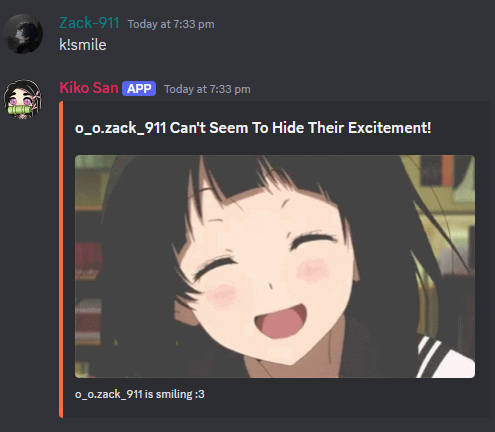 Zack-911 Today at 7:33 pm
k!smile
Kiko San APP Today at 7:33 pm
o_o.zack_911 Can't Seem To Hide Their Excitement!
o_o.zack_911 is smiling :3